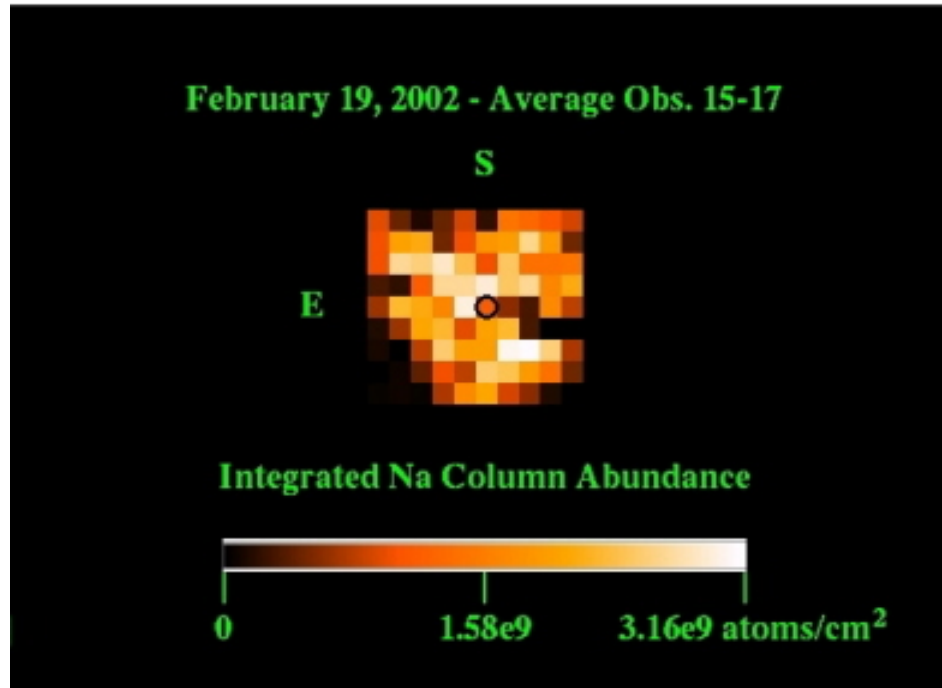 February 19, 2002 - Average Obs. 15-17
S
E
Integrated Na Column Abundance
0 1.58e9 3.16e9 atoms/cm²